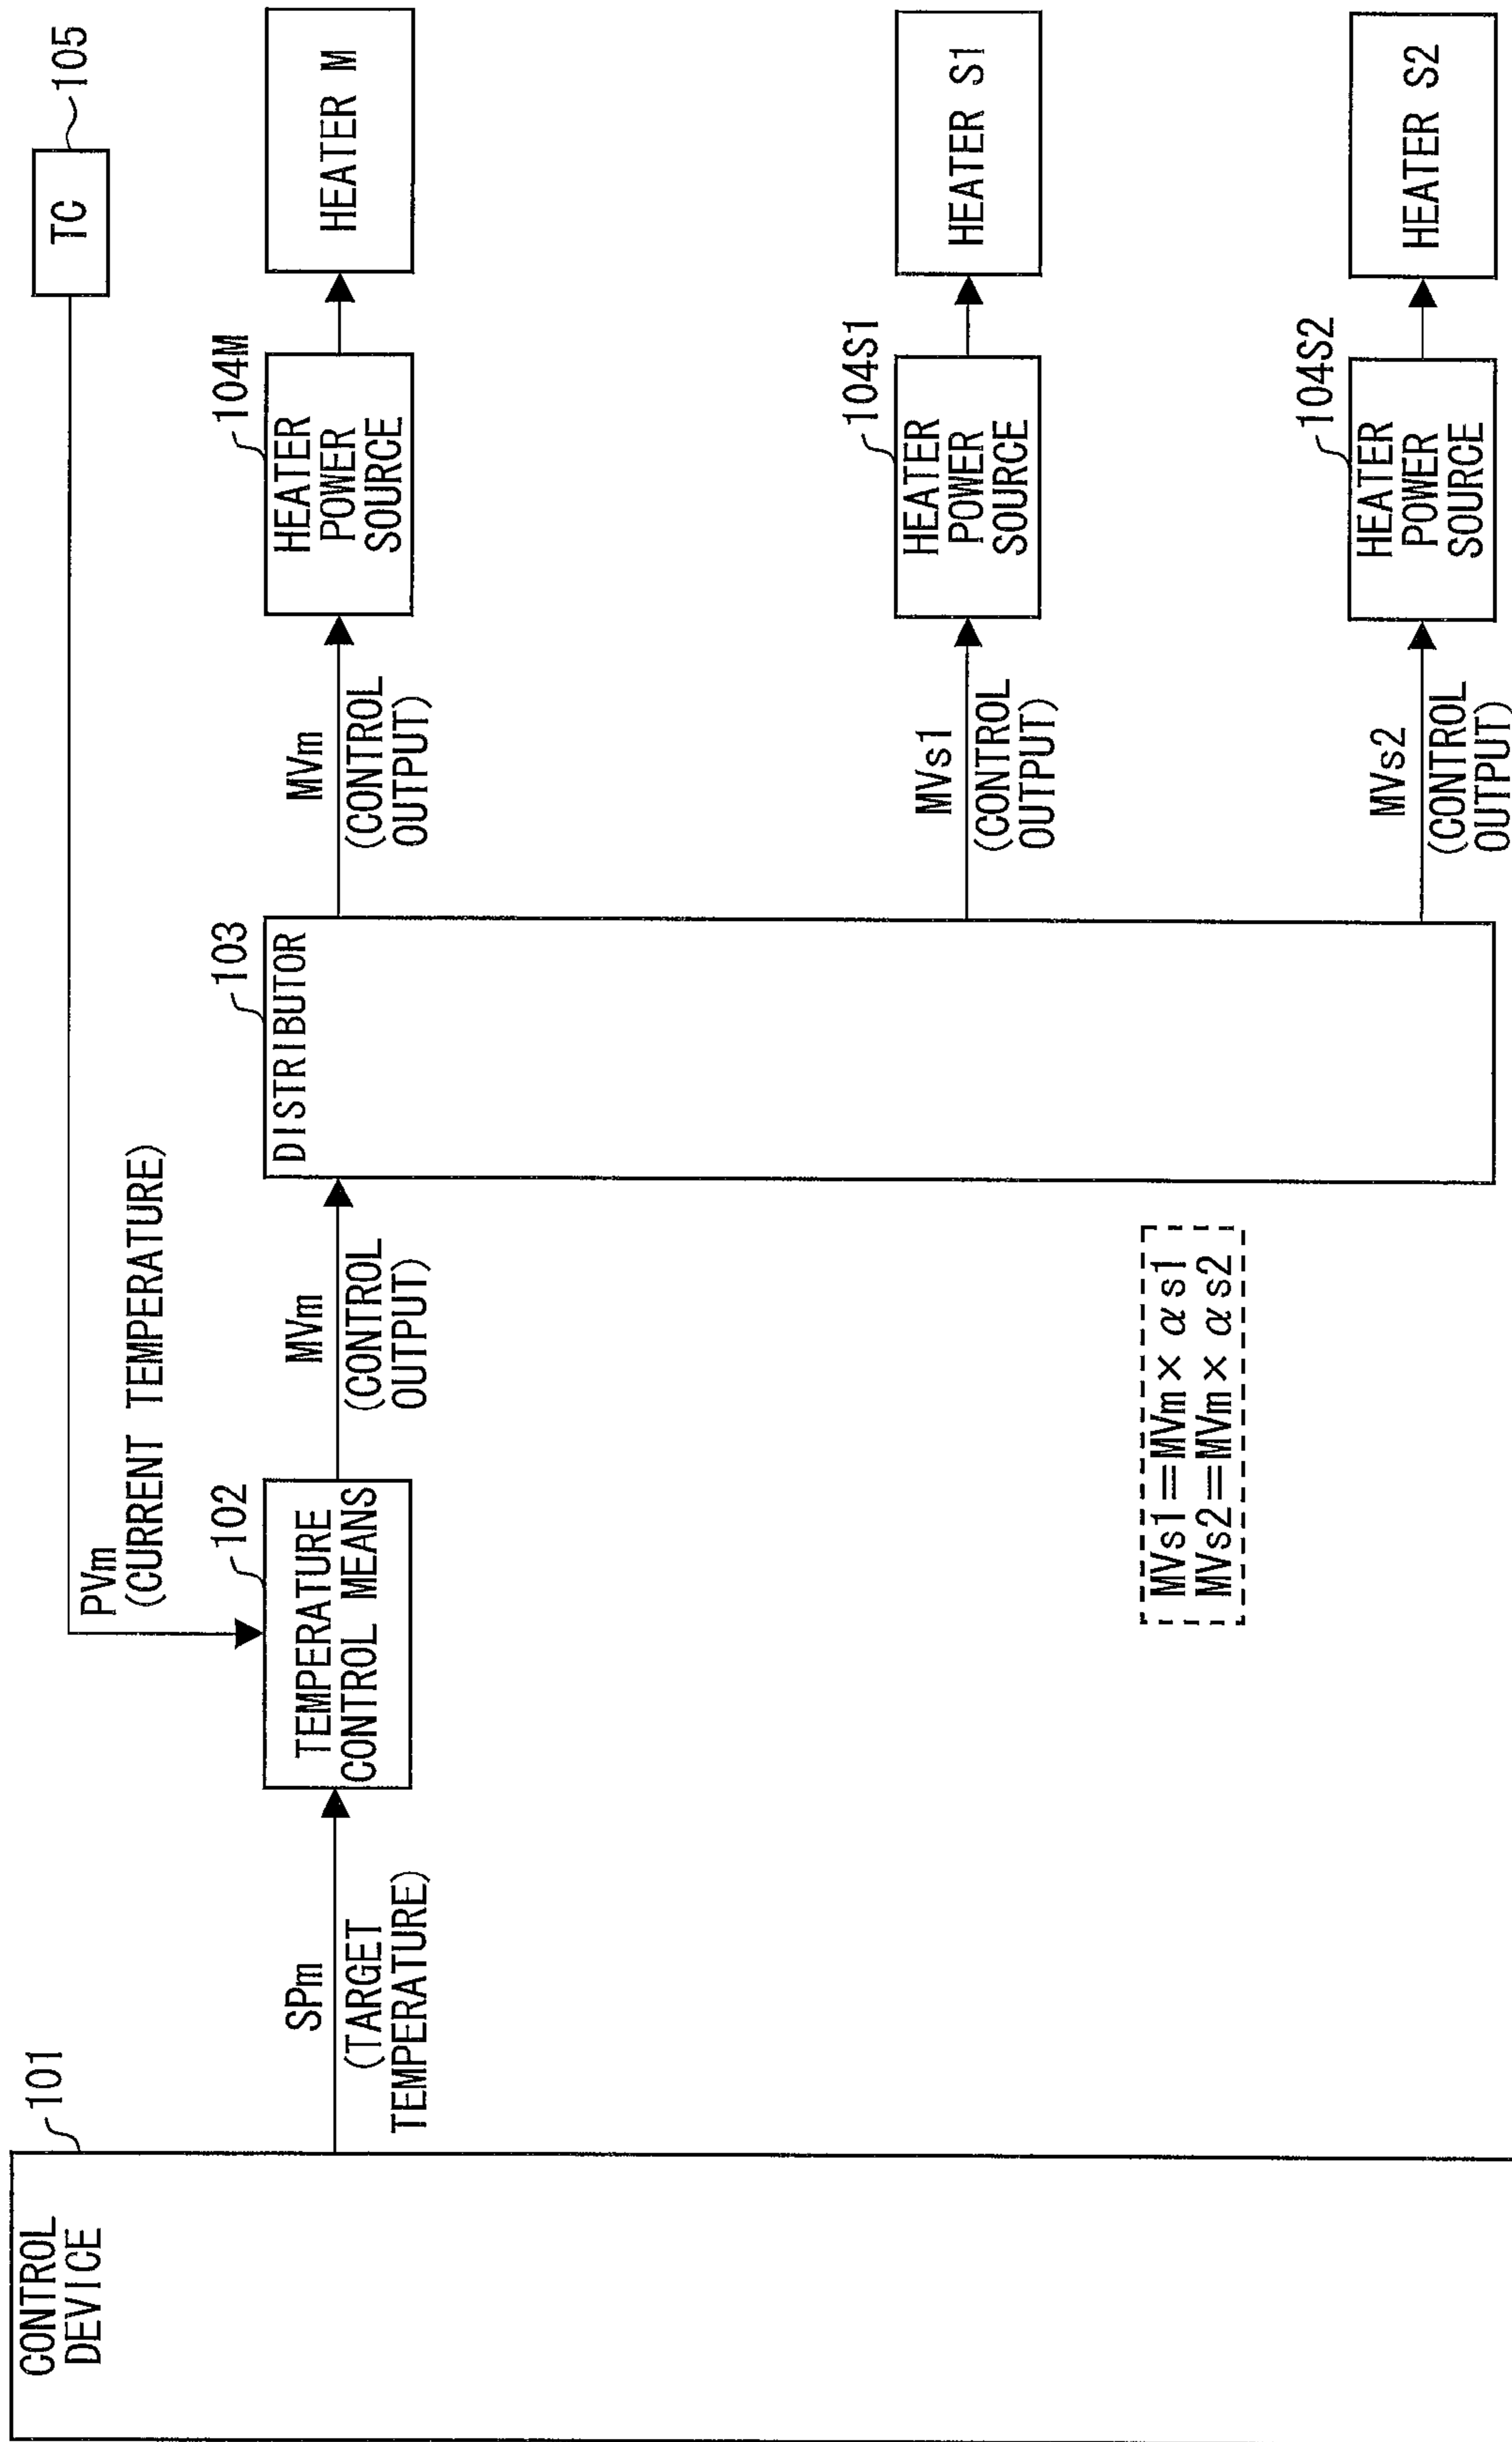 CONTROL
DEVICE
101
SPm
(TARGET
TEMPERATURE)
PVm
(CURRENT TEMPERATURE)
102
TEMPERATURE
CONTROL MEANS
MVm
(CONTROL
OUTPUT)
MVs1=MVm×αs1
MVs2=MVm×αs2
103
DISTRIBUTOR
MVm
(CONTROL
OUTPUT)
MVs1
(CONTROL
OUTPUT)
MVs2
(CONTROL
OUTPUT)
104M
HEATER
POWER
SOURCE
104S1
HEATER
POWER
SOURCE
104S2
HEATER
POWER
SOURCE
TC
105
HEATER M
HEATER S1
HEATER S2